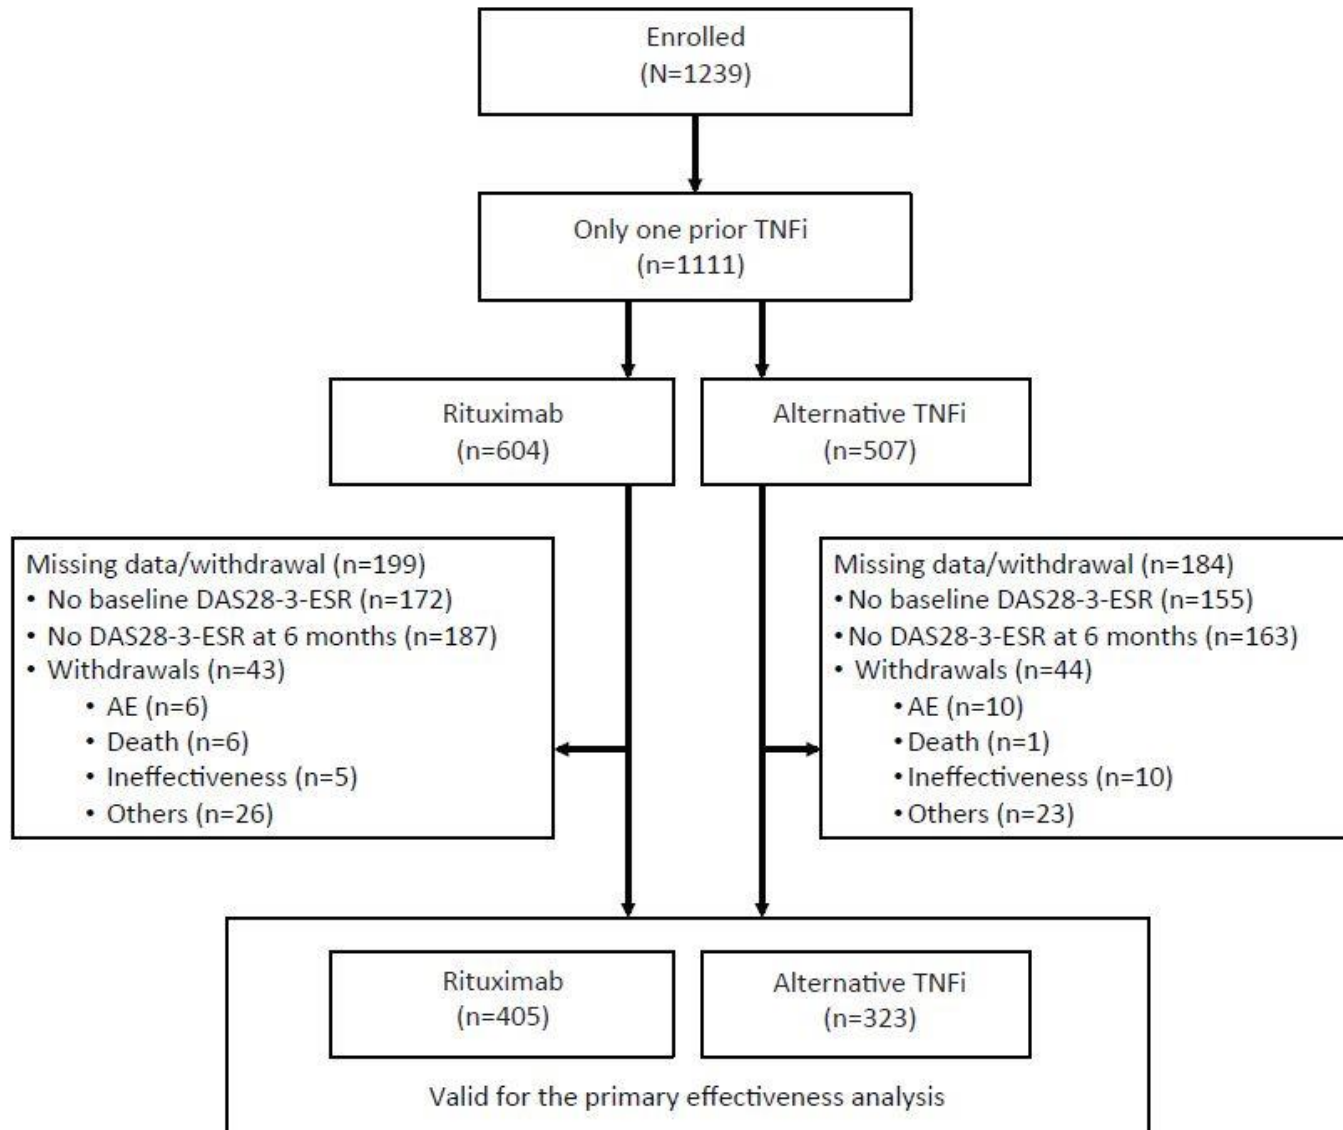 Enrolled
(N=1239)
Only one prior TNFi
(n=1111)
Rituximab
(n=604)
Alternative TNFi
(n=507)
Missing data/withdrawal (n=199)
• No baseline DAS28-3-ESR (n=172)
• No DAS28-3-ESR at 6 months (n=187)
• Withdrawals (n=43)
• AE (n=6)
• Death (n=6)
• Ineffectiveness (n=5)
• Others (n=26)
Missing data/withdrawal (n=184)
• No baseline DAS28-3-ESR (n=155)
• No DAS28-3-ESR at 6 months (n=163)
• Withdrawals (n=44)
• AE (n=10)
• Death (n=1)
• Ineffectiveness (n=10)
• Others (n=23)
Rituximab
(n=405)
Alternative TNFi
(n=323)
Valid for the primary effectiveness analysis